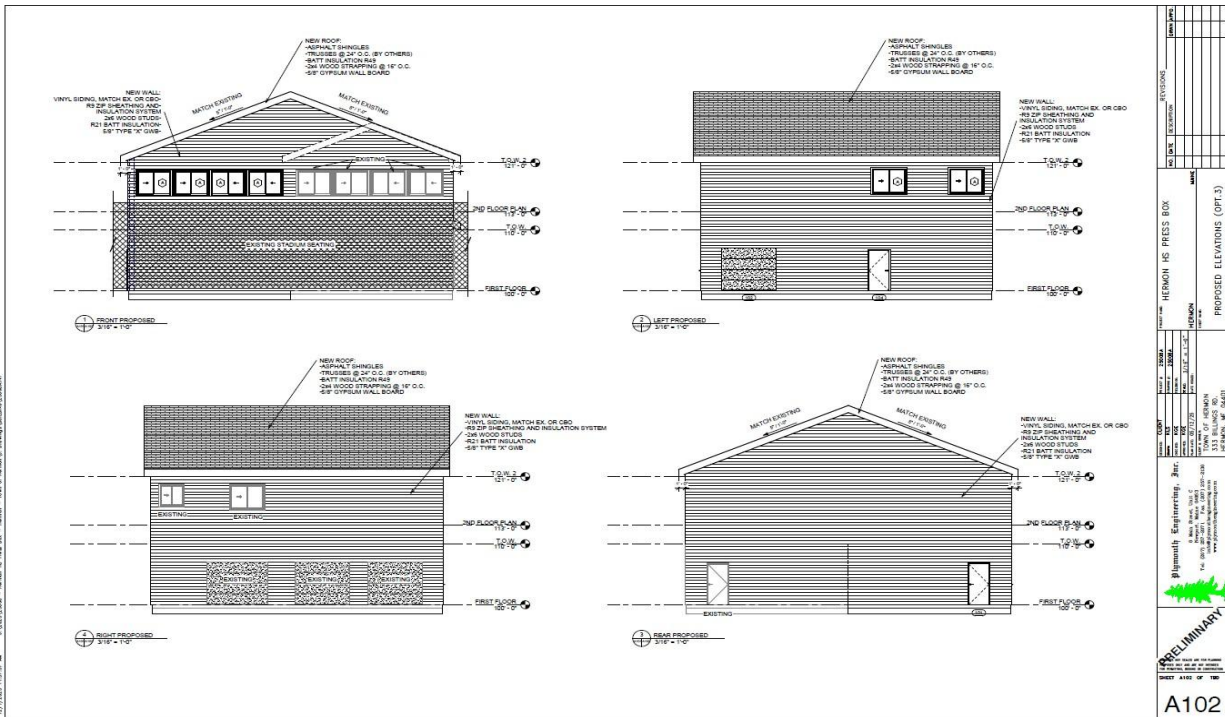 NEW ROOF:
-ASPHALT SHINGLES
-TRUSSES @ 24" O.C. (BY OTHERS)
-BATT INSULATION R49
-2x4 WOOD STRAPPING @ 16" O.C.
-5/8" GYPSUM WALL BOARD
NEW WALL:
VINYL SIDING, MATCH EX. OR CBO-
R9 ZIP SHEATHING AND-
INSULATION SYSTEM
2x6 WOOD STUDS-
R21 BATT INSULATION-
5/8" TYPE "X" GWB-
MATCH EXISTING
MATCH EXISTING
EXISTING
EXISTING STADIUM SEATING
T.O.W. 2
121' - 0"
2ND FLOOR PLAN
T.O.W.
110' - 0"
FIRST FLOOR
100' - 0"
1 FRONT PROPOSED
3/16" = 1'-0"
NEW ROOF:
-ASPHALT SHINGLES
-TRUSSES @ 24" O.C. (BY OTHERS)
-BATT INSULATION R49
-2x4 WOOD STRAPPING @ 16" O.C.
-5/8" GYPSUM WALL BOARD
NEW WALL:
-VINYL SIDING, MATCH EX. OR CBO
-R9 ZIP SHEATHING AND
INSULATION SYSTEM
-2x6 WOOD STUDS
-R21 BATT INSULATION
-5/8" TYPE "X" GWB
T.O.W. 2
121' - 0"
2ND FLOOR PLAN
T.O.W.
110' - 0"
FIRST FLOOR
100' - 0"
2 LEFT PROPOSED
3/16" = 1'-0"
NEW ROOF:
-ASPHALT SHINGLES
-TRUSSES @ 24" O.C. (BY OTHERS)
-BATT INSULATION R49
-2x4 WOOD STRAPPING @ 16" O.C.
-5/8" GYPSUM WALL BOARD
NEW WALL:
-VINYL SIDING, MATCH EX. OR CBO
-R9 ZIP SHEATHING AND INSULATION SYSTEM
-2x6 WOOD STUDS
-R21 BATT INSULATION
-5/8" TYPE "X" GWB
EXISTING
EXISTING
EXISTING
EXISTING
EXISTING
T.O.W. 2
121' - 0"
2ND FLOOR PLAN
T.O.W.
110' - 0"
FIRST FLOOR
100' - 0"
4 RIGHT PROPOSED
3/16" = 1'-0"
NEW ROOF:
-ASPHALT SHINGLES
-TRUSSES @ 24" O.C. (BY OTHERS)
-BATT INSULATION R49
-2x4 WOOD STRAPPING @ 16" O.C.
-5/8" GYPSUM WALL BOARD
NEW WALL:
-VINYL SIDING, MATCH EX. OR CBO
-R9 ZIP SHEATHING AND
INSULATION SYSTEM
-2x6 WOOD STUDS
-R21 BATT INSULATION
-5/8" TYPE "X" GWB
MATCH EXISTING
MATCH EXISTING
EXISTING
T.O.W. 2
121' - 0"
2ND FLOOR PLAN
T.O.W.
110' - 0"
FIRST FLOOR
100' - 0"
3 REAR PROPOSED
3/16" = 1'-0"
REVISIONS
NO. DATE DESCRIPTION
HERMON HS PRESS BOX
HERMON MAINE
PROPOSED ELEVATIONS (OPT.3)
TOWN OF HERMON
333 BILLINGS RD.
Plymouth Engineering, Inc.
PRELIMINARY
SHEET A102 OF TBD
A102